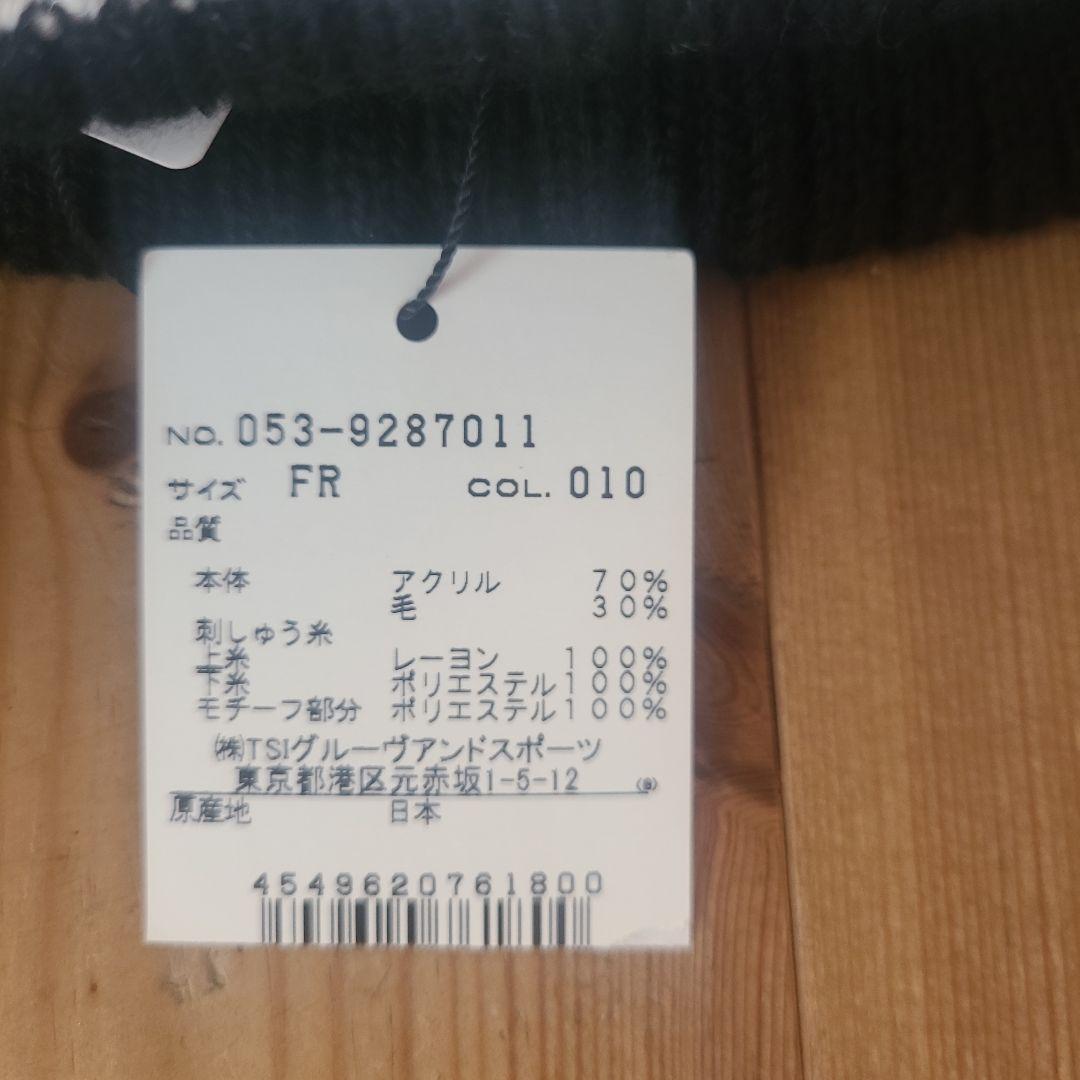 NO. 053-9287011
サイズ FR COL. 010
品質
本体 アクリル 70%
毛 30%
刺しゅう糸
上糸 レーヨン 100%
下糸 ポリエステル 100%
モチーフ部分 ポリエステル 100%
㈱TSIグルーヴアンドスポーツ
東京都港区元赤坂1-5-12
原産地 日本
4549620761800